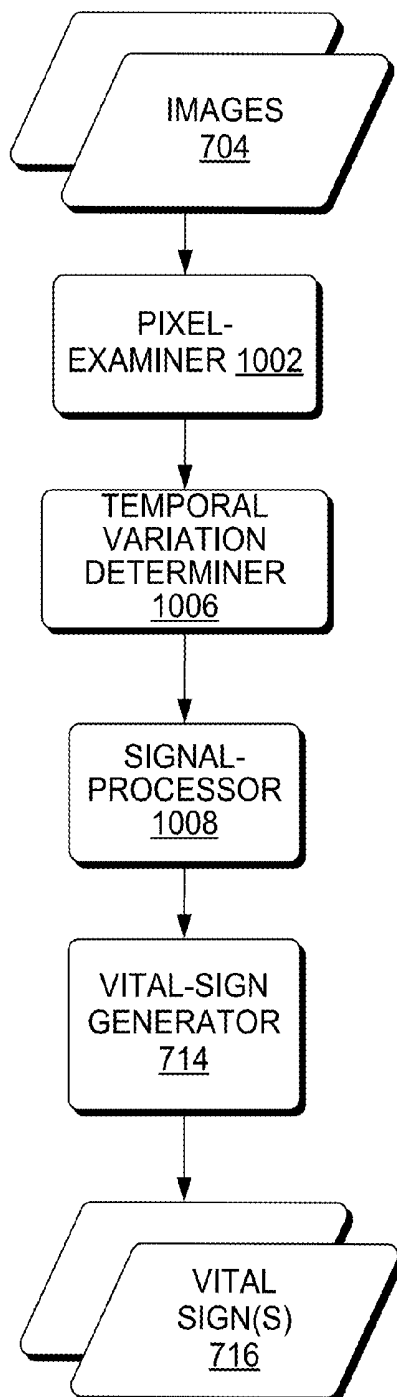 IMAGES
704
PIXEL-
EXAMINER 1002
TEMPORAL
VARIATION
DETERMINER
1006
SIGNAL-
PROCESSOR
1008
VITAL-SIGN
GENERATOR
714
VITAL
SIGN(S)
716